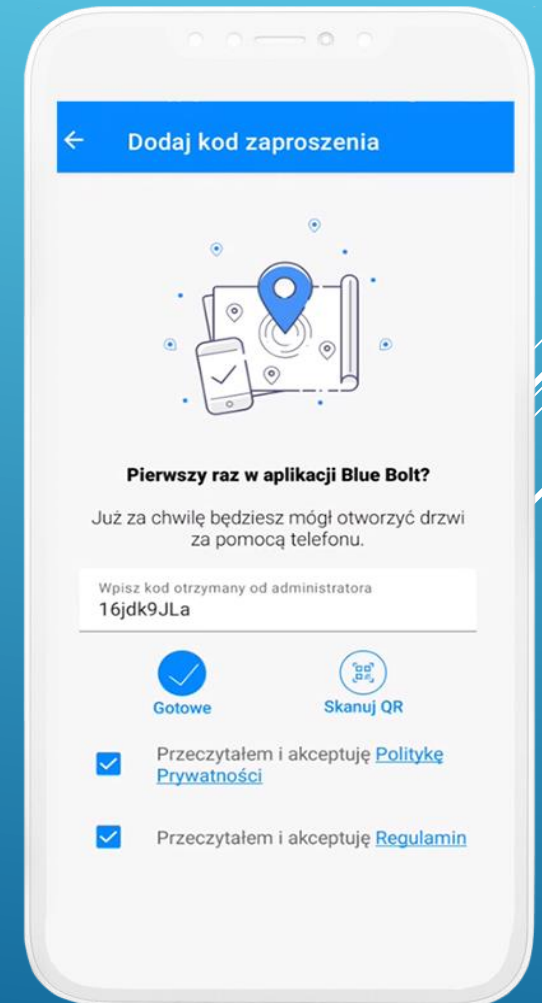 Dodaj kod zaproszenia
Pierwszy raz w aplikacji Blue Bolt?
Już za chwilę będziesz mógł otworzyć drzwi
za pomocą telefonu.
Wpisz kod otrzymany od administratora
16jdk9JLa
Gotowe
Skanuj QR
Przeczytałem i akceptuję Politykę
Prywatności
Przeczytałem i akceptuję Regulamin